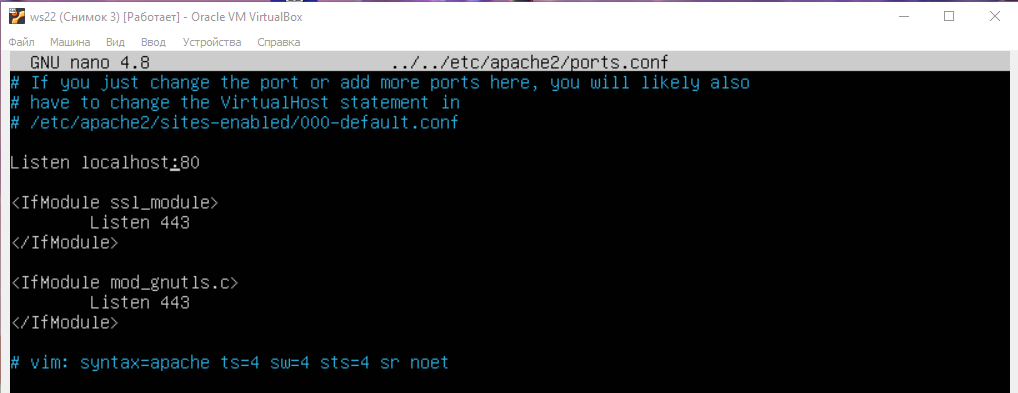 ws22 (Снимок 3) [Работает] - Oracle VM VirtualBox
Файл Машина Вид Ввод Устройства Справка
GNU nano 4.8 ../../etc/apache2/ports.conf
# If you just change the port or add more ports here, you will likely also
# have to change the VirtualHost statement in
# /etc/apache2/sites-enabled/000-default.conf
Listen localhost:80
<IfModule ssl_module>
Listen 443
</IfModule>
<IfModule mod_gnutls.c>
Listen 443
</IfModule>
# vim: syntax=apache ts=4 sw=4 sts=4 sr noet